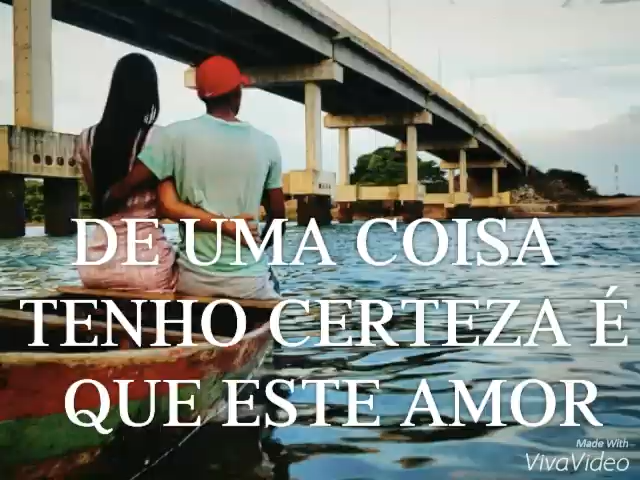 DE UMA COISA
TENHO CERTEZA É
QUE ESTE AMOR
Made With
VivaVideo